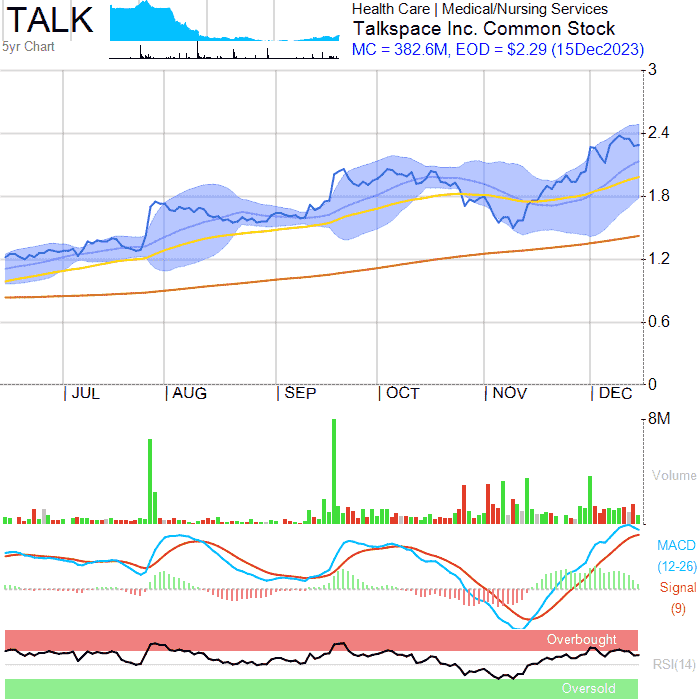 TALK
5yr Chart
Health Care | Medical/Nursing Services
Talkspace Inc. Common Stock
MC = 382.6M, EOD = $2.29 (15Dec2023)
3
2.4
1.8
1.2
0.6
0
JUL AUG SEP OCT NOV DEC
8M
Volume
MACD
(12-26)
Signal
(9)
Overbought
RSI(14)
Oversold